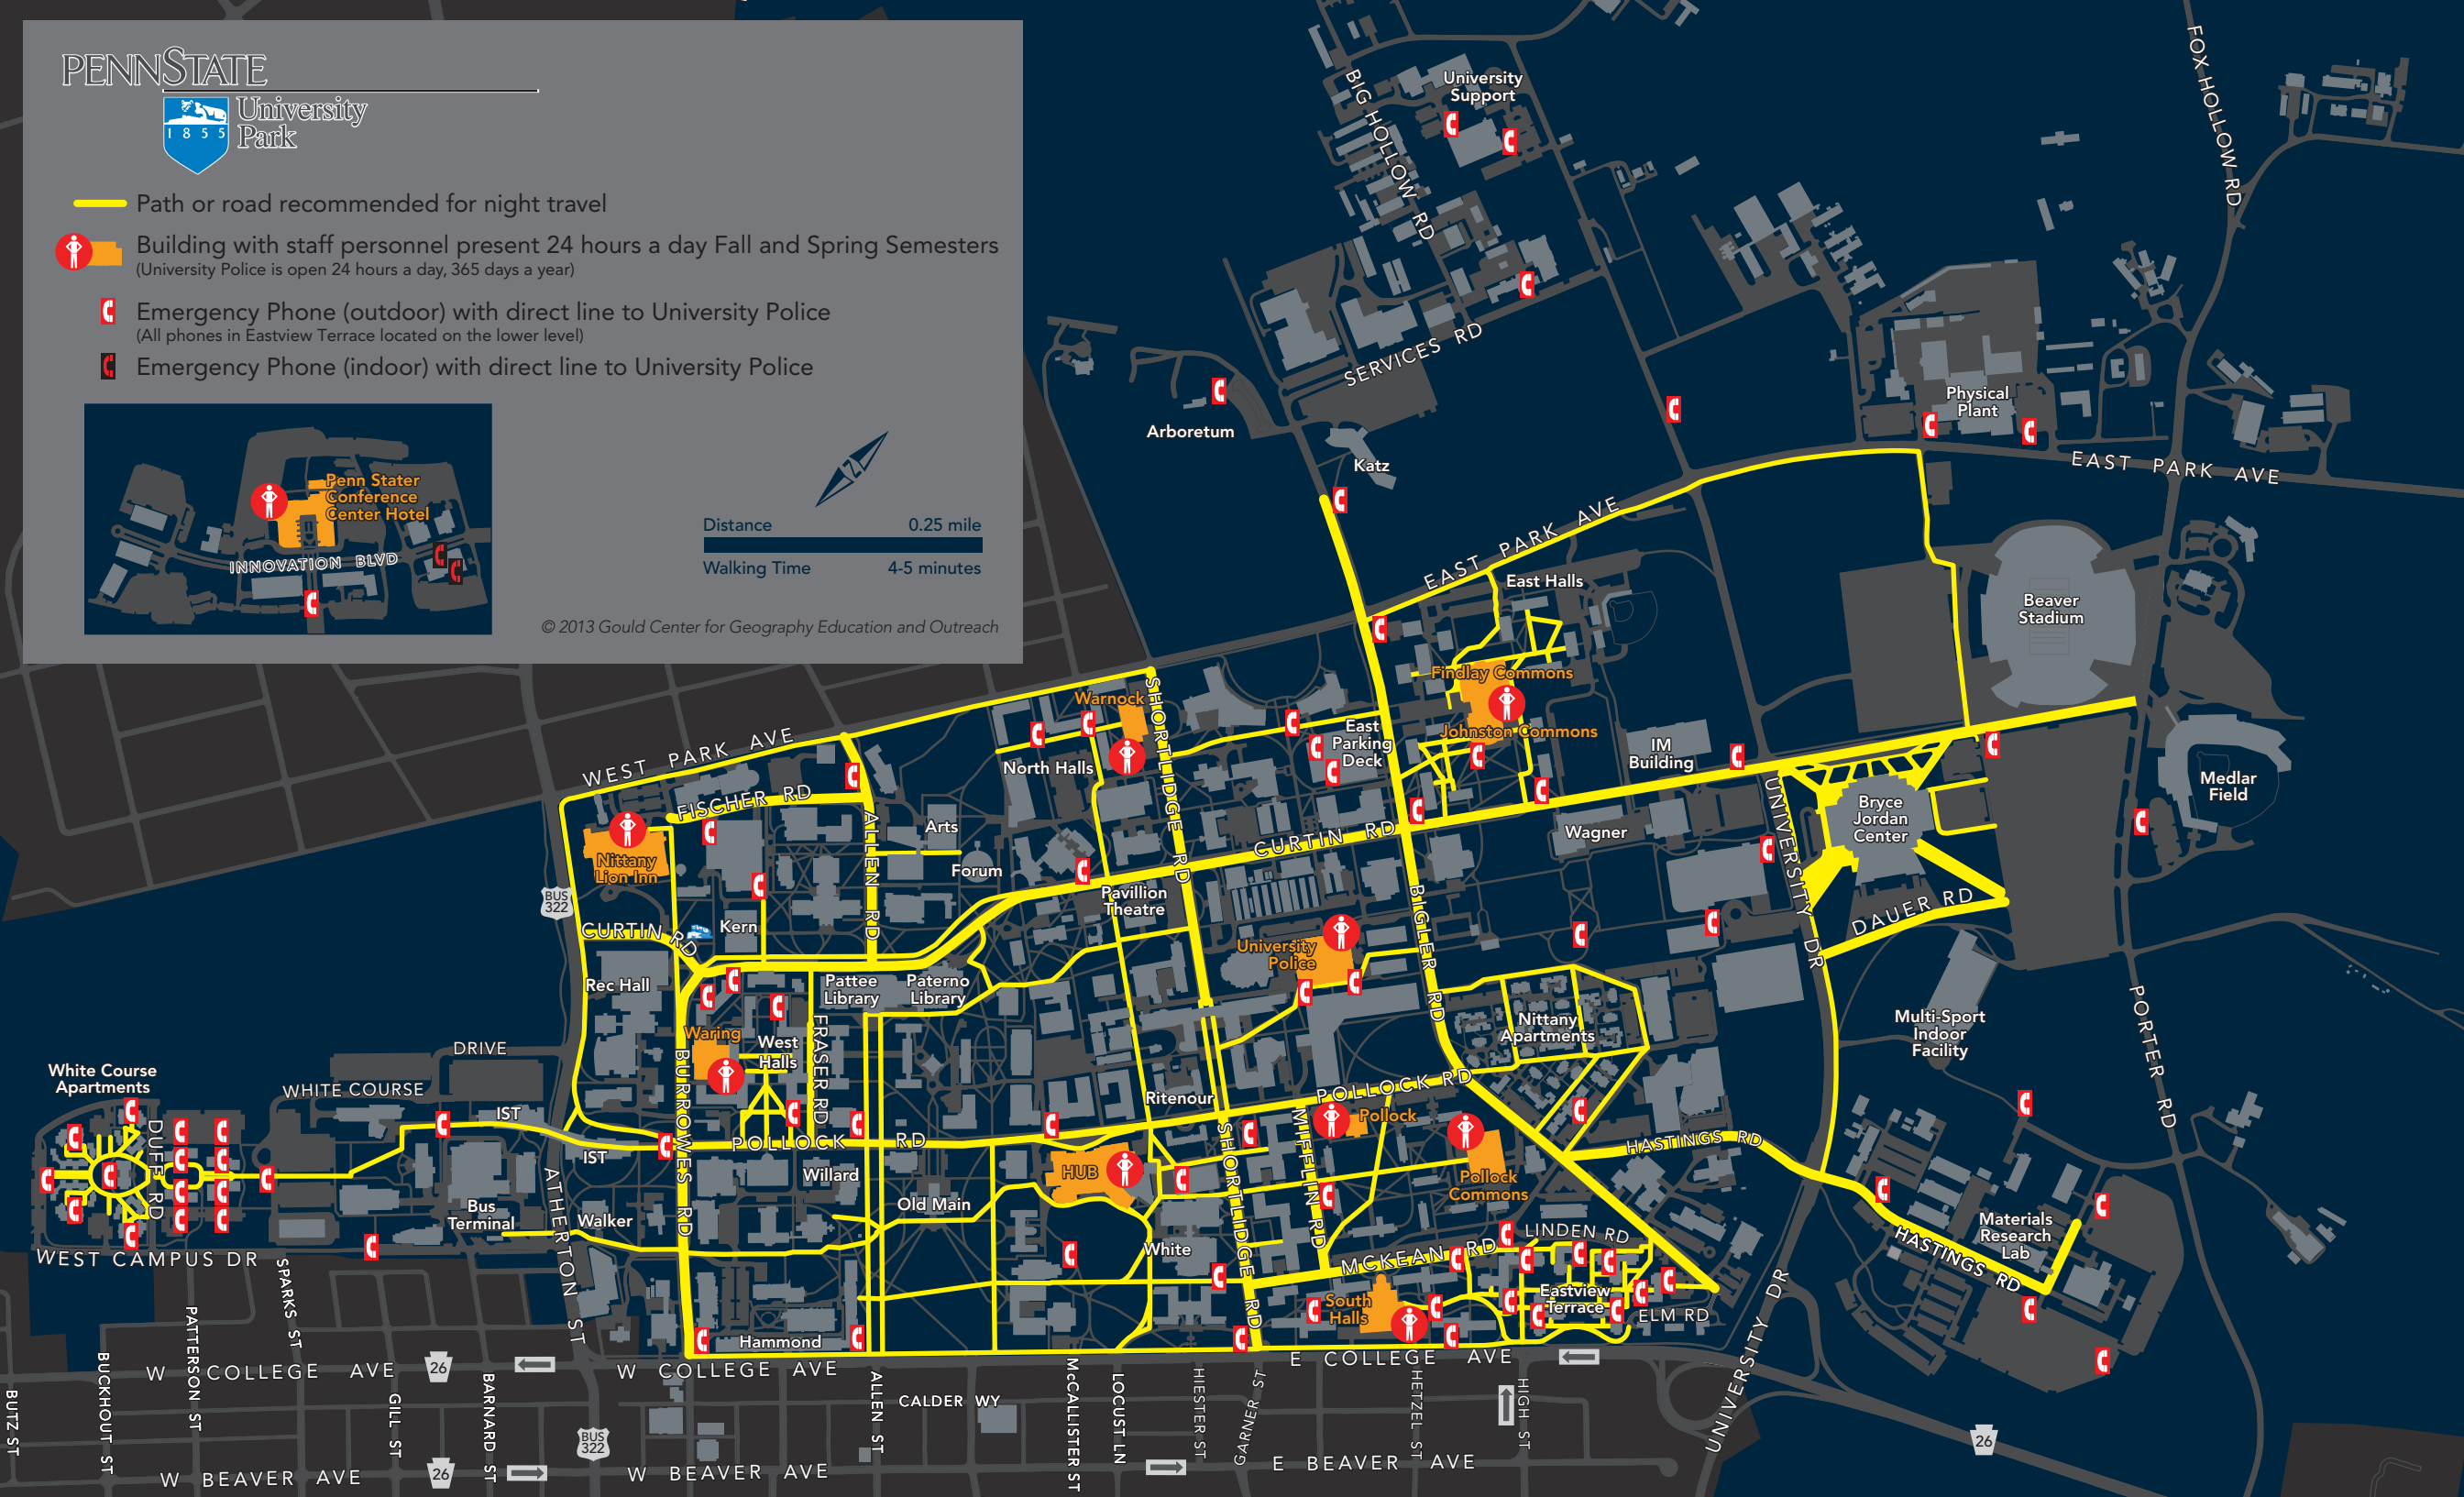 PENNSTATE
1855
University
Park
Path or road recommended for night travel
Building with staff personnel present 24 hours a day Fall and Spring Semesters
(University Police is open 24 hours a day, 365 days a year)
Emergency Phone (outdoor) with direct line to University Police
(All phones in Eastview Terrace located on the lower level)
Emergency Phone (indoor) with direct line to University Police
Penn Stater
Conference
Center Hotel
INNOVATION BLVD
N
Distance 0.25 mile
Walking Time 4-5 minutes
© 2013 Gould Center for Geography Education and Outreach
University
Support
BIG HOLLOW RD
FOX HOLLOW RD
SERVICES RD
Arboretum
Katz
Physical
Plant
EAST PARK AVE
EAST PARK AVE
East Halls
Beaver
Stadium
Findlay Commons
Johnston Commons
Warnock
SHORTLIDGE RD
North Halls
East
Parking
Deck
IM
Building
WEST PARK AVE
FISCHER RD
ALLEN RD
Arts
Forum
CURTIN RD
Wagner
UNIVERSITY DR
Bryce
Jordan
Center
Medlar
Field
Nittany
Lion Inn
BUS
322
Kern
CURTIN RD
Pavillion
Theatre
BIGLER RD
DAUER RD
University
Police
Rec Hall
Pattee
Library
Paterno
Library
PORTER RD
Multi-Sport
Indoor
Facility
Nittany
Apartments
Waring
West
Halls
FRASER RD
BURROWES RD
DRIVE
WHITE COURSE
White Course
Apartments
DUFF RD
IST
IST
POLLOCK RD
POLLOCK RD
Ritenour
Pollock
MIFFLIN RD
SHORTLIDGE RD
HASTINGS RD
Pollock
Commons
HUB
Willard
Old Main
Bus
Terminal
Walker
ATHERTON ST
White
MCKEAN RD
LINDEN RD
Materials
Research
Lab
HASTINGS RD
WEST CAMPUS DR
South
Halls
Eastview
Terrace
ELM RD
UNIVERSITY DR
Hammond
SPARKS ST
PATTERSON ST
BUCKHOUT ST
BUTZ ST
W COLLEGE AVE
26
GILL ST
BARNARD ST
W COLLEGE AVE
E COLLEGE AVE
ALLEN ST
CALDER WY
McCALLISTER ST
LOCUST LN
HIESTER ST
GARNER ST
HETZEL ST
HIGH ST
BUS
322
26
26
W BEAVER AVE
W BEAVER AVE
E BEAVER AVE